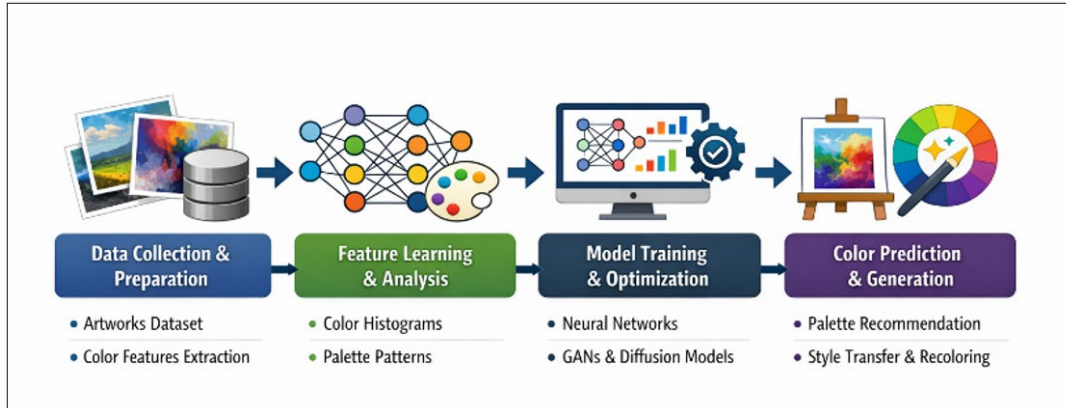 Data Collection &
Preparation
• Artworks Dataset
• Color Features Extraction
Feature Learning
& Analysis
• Color Histograms
• Palette Patterns
Model Training
& Optimization
• Neural Networks
• GANs & Diffusion Models
Color Prediction
& Generation
• Palette Recommendation
• Style Transfer & Recoloring